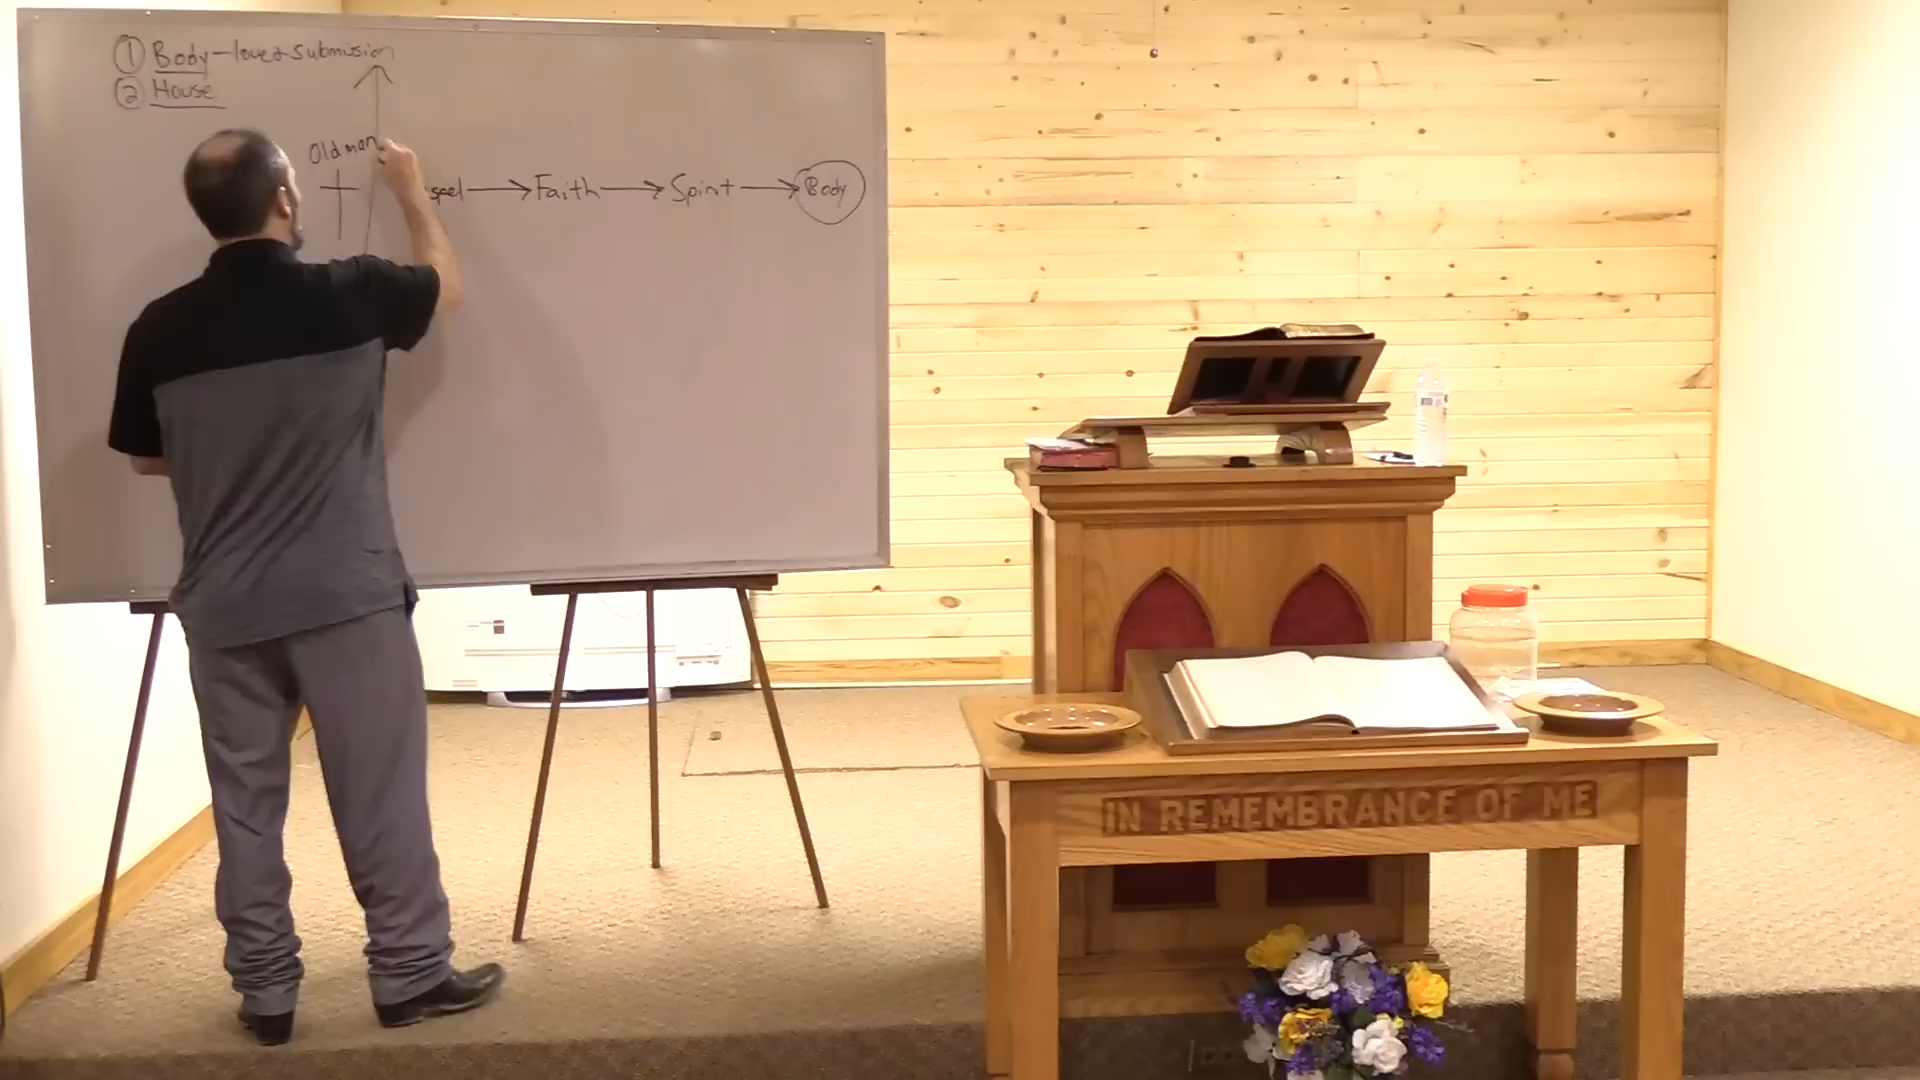 ① Body - love & submission
② House
Old man
spel → Faith → Spirit → Body
IN REMEMBRANCE OF ME